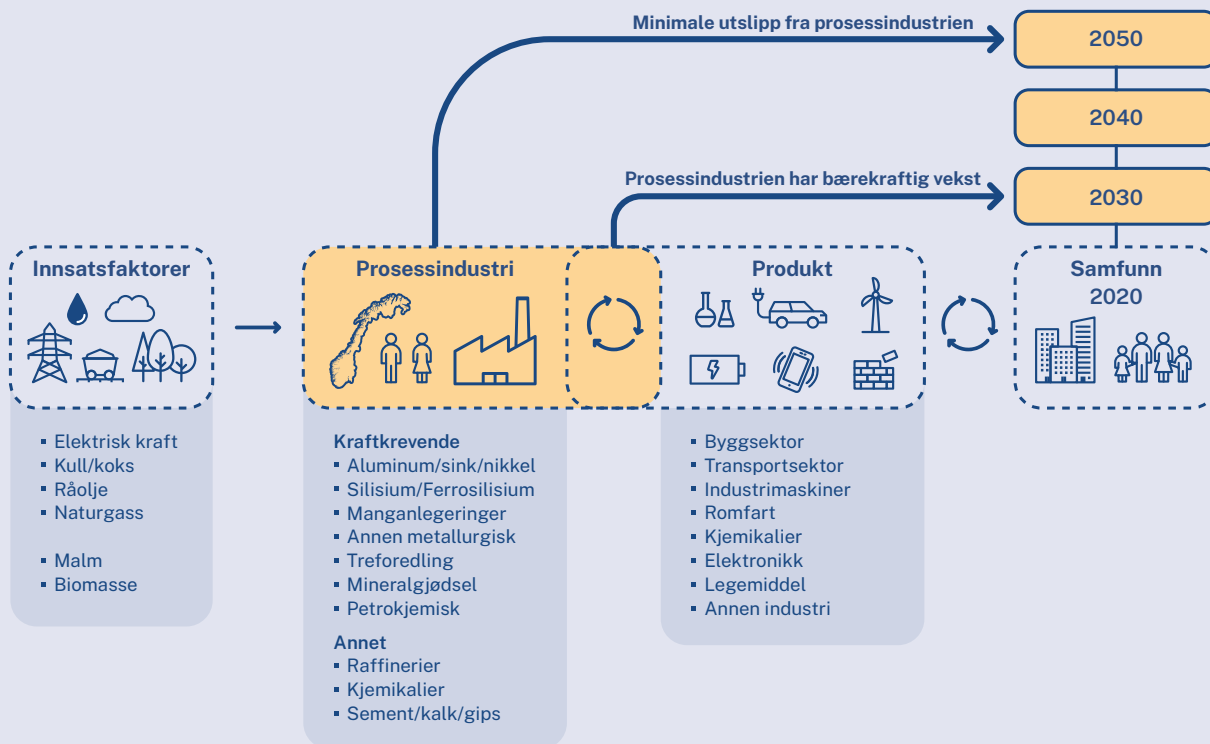 Minimale utslipp fra prosessindustrien
2050
2040
Prosessindustrien har bærekraftig vekst
2030
Innsatsfaktorer
Prosessindustri
Produkt
Samfunn
2020
▪ Elektrisk kraft
▪ Kull/koks
▪ Råolje
▪ Naturgass
▪ Malm
▪ Biomasse
Kraftkrevende
▪ Aluminum/sink/nikkel
▪ Silisium/Ferrosilisium
▪ Manganlegeringer
▪ Annen metallurgisk
▪ Treforedling
▪ Mineralgjødsel
▪ Petrokjemisk
Annet
▪ Raffinerier
▪ Kjemikalier
▪ Sement/kalk/gips
▪ Byggsektor
▪ Transportsektor
▪ Industrimaskiner
▪ Romfart
▪ Kjemikalier
▪ Elektronikk
▪ Legemiddel
▪ Annen industri